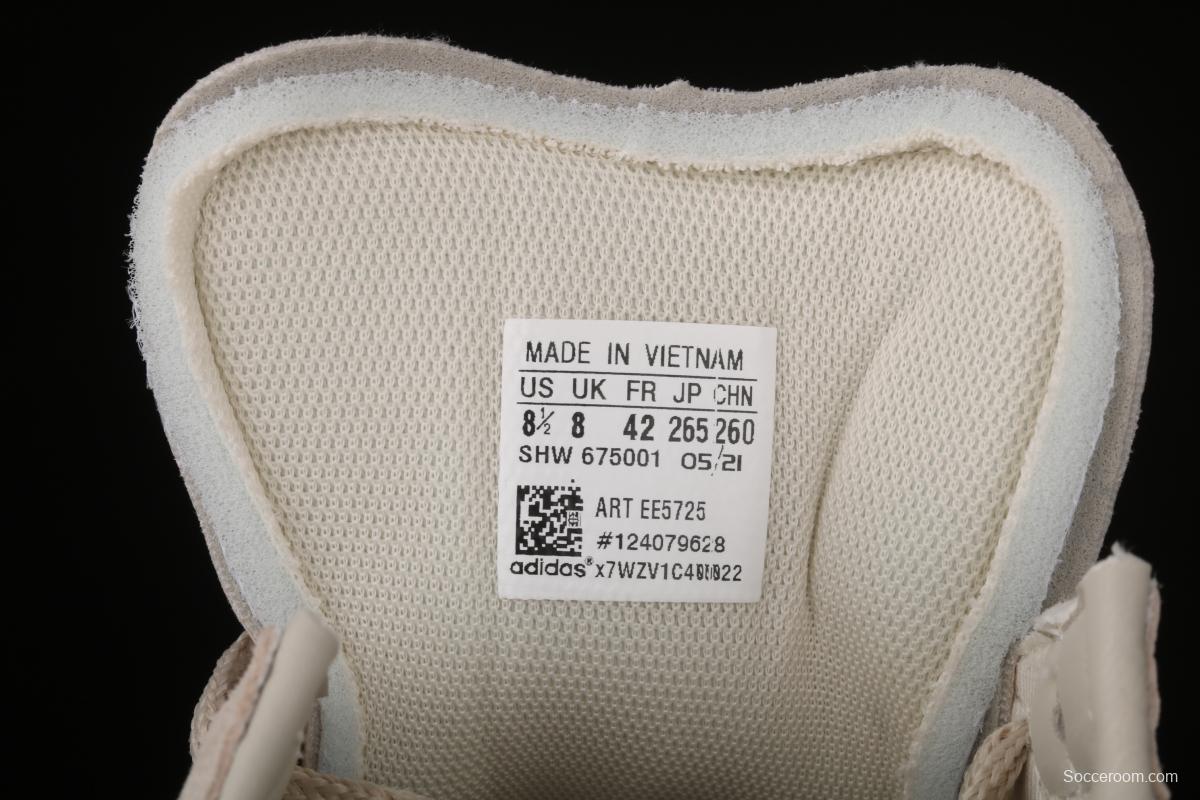 MADE IN VIETNAM
US UK FR JP CHN
8½ 8 42 265 260
SHW 675001 05/21
ART EE5725
#124079628
adidas®
Socceroom.com